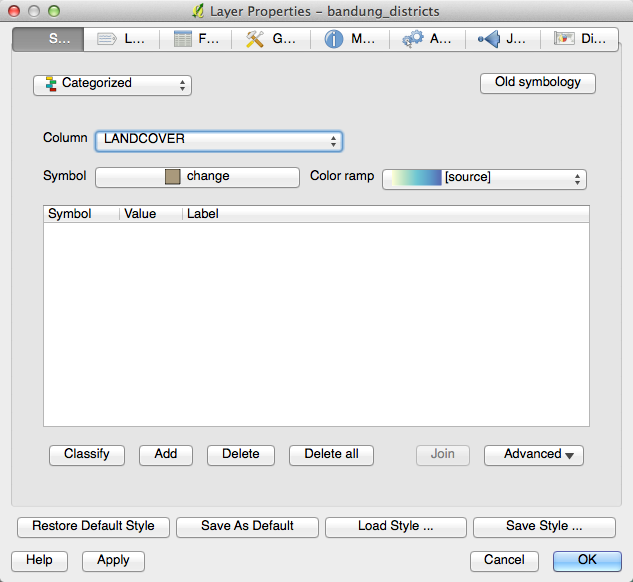 Layer Properties – bandung_districts
S... L... F... G... M... A... J... Di...
Categorized Old symbology
Column LANDCOVER
Symbol change Color ramp [source]
Symbol Value Label
Classify Add Delete Delete all Join Advanced
Restore Default Style Save As Default Load Style ... Save Style ...
Help Apply Cancel OK